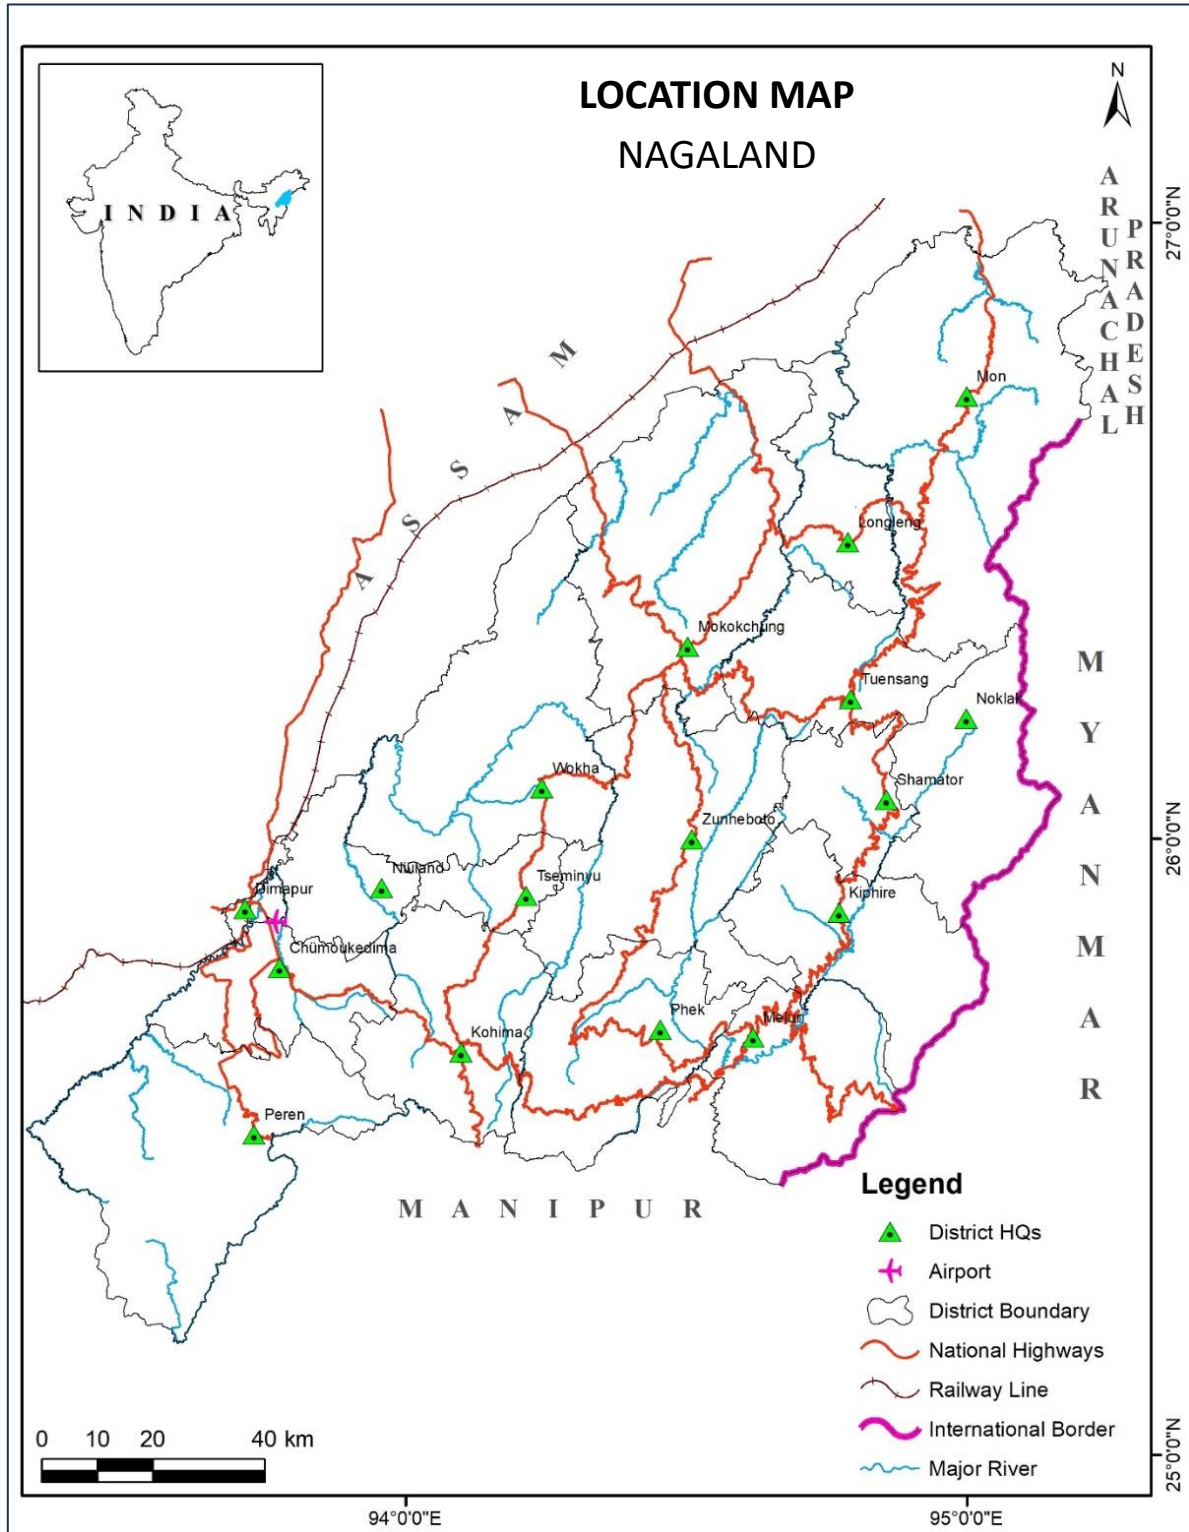 LOCATION MAP
NAGALAND
N
INDIA
ARUNACHAL
PRADESH
27°0'0"N
ASSAM
Mon
Longleng
Mokokchung
Tuensang
Noklak
MYANMAR
Wokha
Shamator
Zunheboto
26°0'0"N
Niuland
Tseminyu
Kiphire
Dimapur
Chümoukedima
Phek
Meluri
Kohima
Peren
MANIPUR
Legend
District HQs
Airport
District Boundary
National Highways
Railway Line
International Border
Major River
0 10 20 40 km
25°0'0"N
94°0'0"E
95°0'0"E